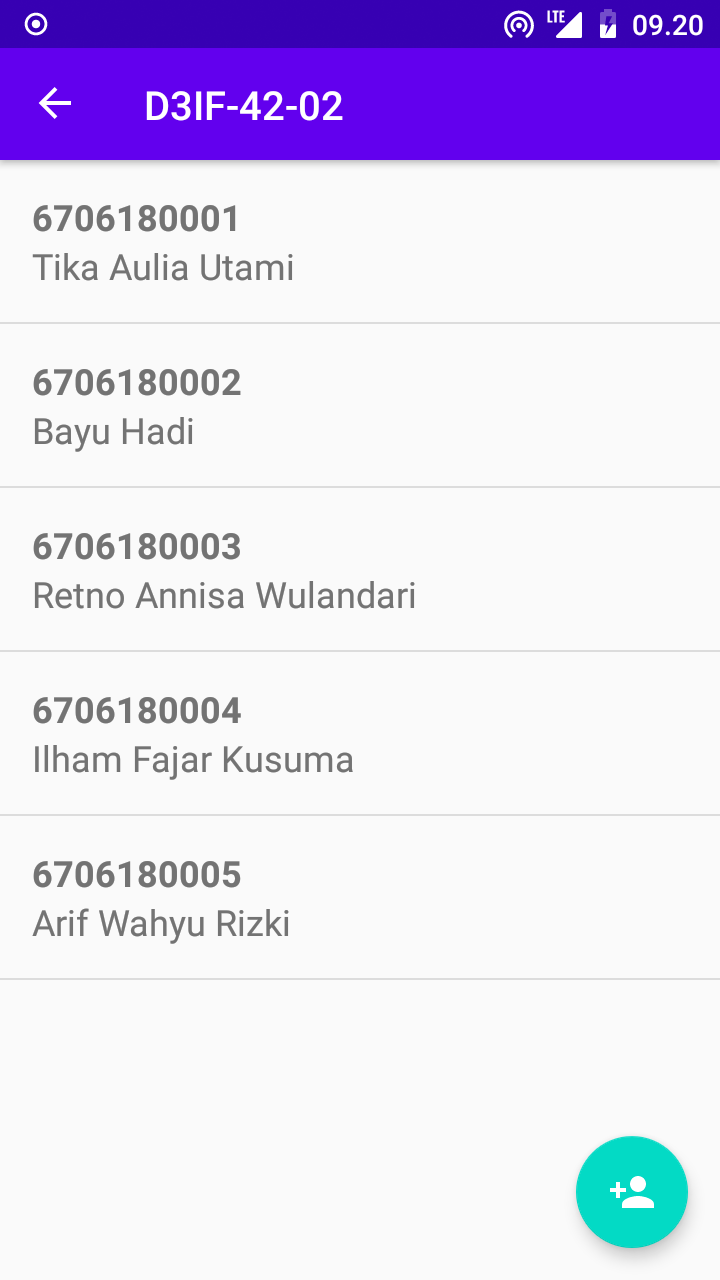 LTE 09.20
D3IF-42-02
6706180001
Tika Aulia Utami
6706180002
Bayu Hadi
6706180003
Retno Annisa Wulandari
6706180004
Ilham Fajar Kusuma
6706180005
Arif Wahyu Rizki